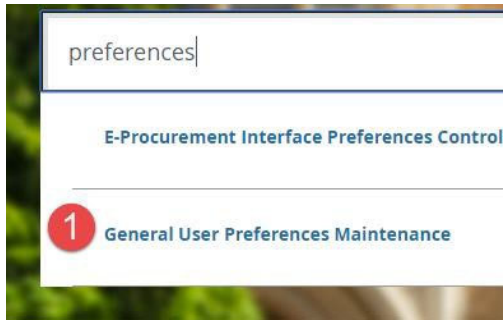 preferences
E-Procurement Interface Preferences Control
1
General User Preferences Maintenance